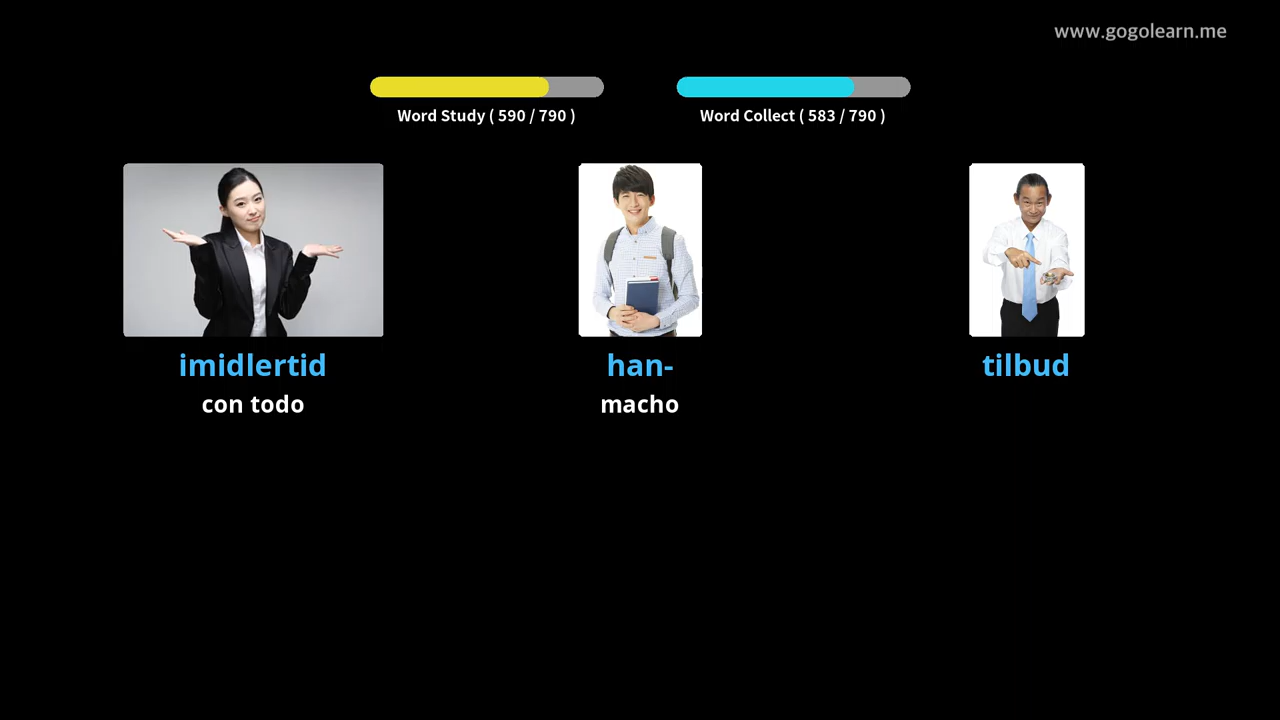 www.gogolearn.me
Word Study ( 590 / 790 )
Word Collect ( 583 / 790 )
imidlertid
con todo
han-
macho
tilbud